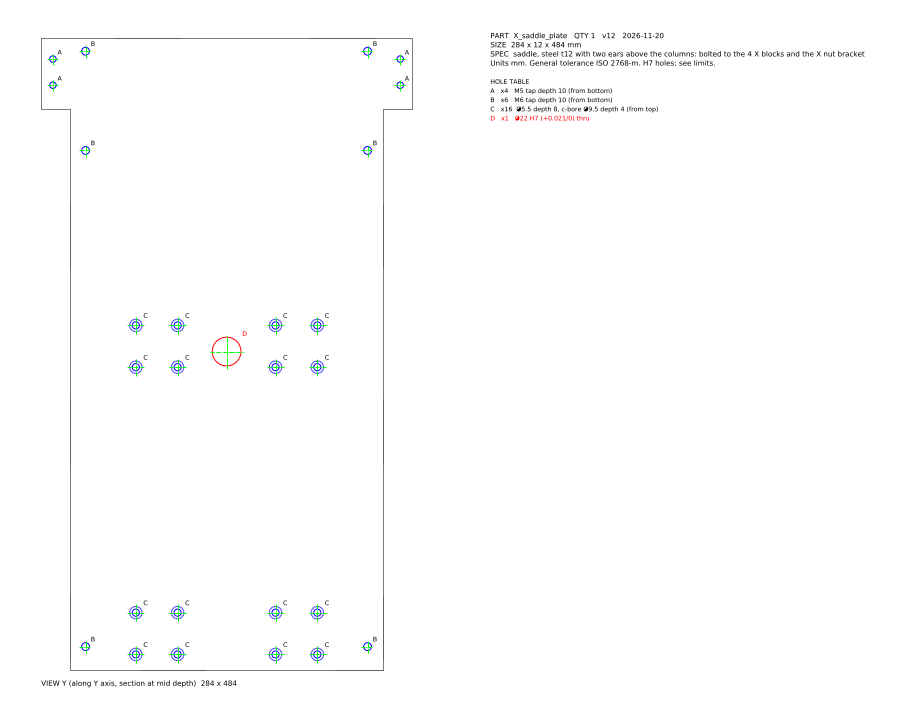 PART X_saddle_plate QTY 1 v12 2026-11-20
SIZE 284 x 12 x 484 mm
SPEC saddle, steel t12 with two ears above the columns: bolted to the 4 X blocks and the X nut bracket
Units mm. General tolerance ISO 2768-m. H7 holes: see limits.
HOLE TABLE
A x4 M5 tap depth 10 (from bottom)
B x6 M6 tap depth 10 (from bottom)
C x16 5.5 depth 8, c-bore 9.5 depth 4 (from top)
D x1 22 H7 (+0.021/0) thru
B B
A A
A A
B B
C C C C
D
C C C C
C C C C
B B
C C C C
VIEW Y (along Y axis, section at mid depth) 284 x 484